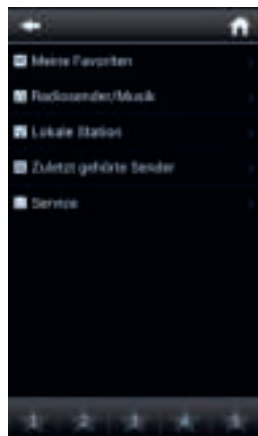 Meine Favoriten
Radiosender/Musik
Lokale Station
Zuletzt gehörte Sender
Service
1 2 3 4 5